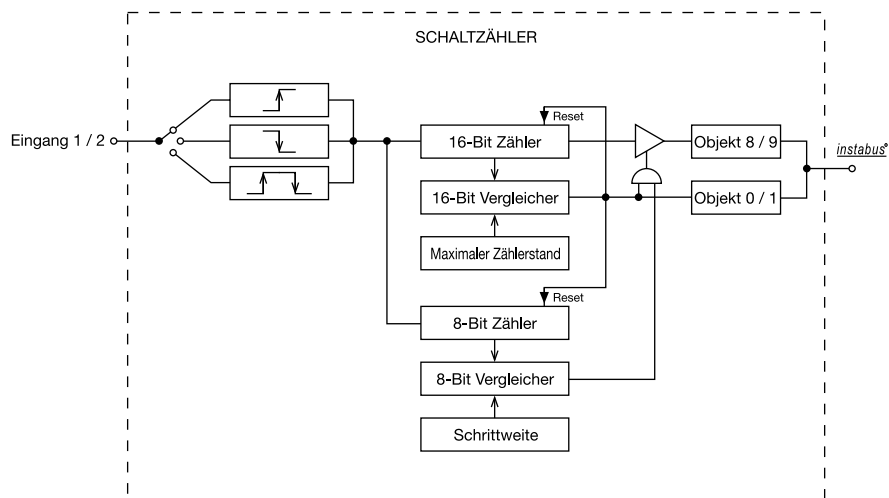 SCHALTZÄHLER
Eingang 1 / 2
Reset
16-Bit Zähler
Objekt 8 / 9
instabus®
16-Bit Vergleicher
Objekt 0 / 1
Maximaler Zählerstand
Reset
8-Bit Zähler
8-Bit Vergleicher
Schrittweite